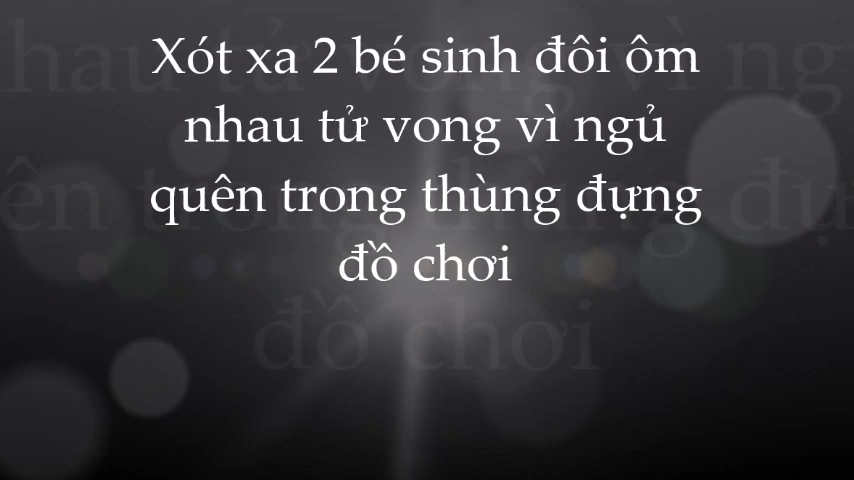 Xót xa 2 bé sinh đôi ôm
nhau tử vong vì ngủ
quên trong thùng đựng
đồ chơi